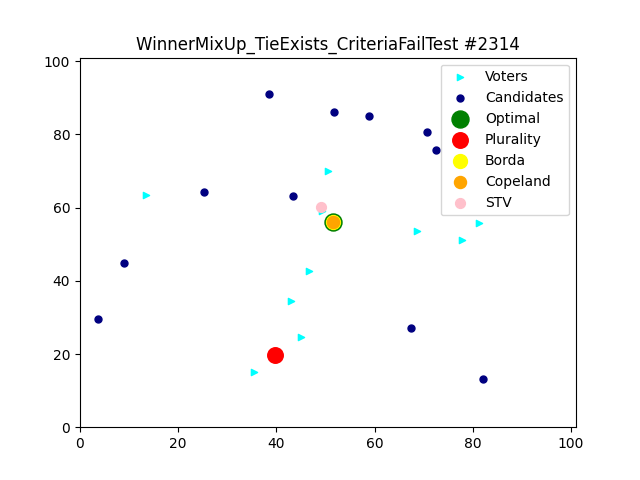 WinnerMixUp_TieExists_CriteriaFailTest #2314
Voters
Candidates
Optimal
Plurality
Borda
Copeland
STV
100
80
60
40
20
0
0 20 40 60 80 100